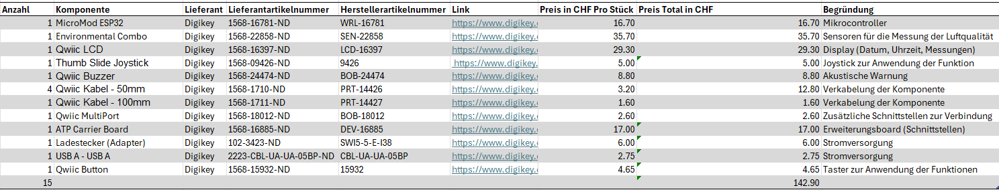 Anzahl Komponente Lieferant Lieferantartikelnummer Herstellerartikelnummer Link Preis in CHF Pro Stück Preis Total in CHF Begründung
1 MicroMod ESP32 Digikey 1568-16781-ND WRL-16781 https://www.digikey.c 16.70 16.70 Mikrocontroller
1 Environmental Combo Digikey 1568-22858-ND SEN-22858 https://www.digikey.c 35.70 35.70 Sensoren für die Messung der Luftqualität
1 Qwiic LCD Digikey 1568-16397-ND LCD-16397 https://www.digikey.c 29.30 29.30 Display (Datum, Uhrzeit, Messungen)
1 Thumb Slide Joystick Digikey 1568-09426-ND 9426 https://www.digikey. 5.00 5.00 Joystick zur Anwendung der Funktion
1 Qwiic Buzzer Digikey 1568-24474-ND BOB-24474 https://www.digikey.c 8.80 8.80 Akustische Warnung
4 Qwiic Kabel - 50mm Digikey 1568-1710-ND PRT-14426 https://www.digikey.c 3.20 12.80 Verkabelung der Komponente
1 Qwiic Kabel - 100mm Digikey 1568-1711-ND PRT-14427 https://www.digikey.c 1.60 1.60 Verkabelung der Komponente
1 Qwiic MultiPort Digikey 1568-18012-ND BOB-18012 https://www.digikey.c 2.60 2.60 Zusätzliche Schnittstellen zur Verbindung
1 ATP Carrier Board Digikey 1568-16885-ND DEV-16885 https://www.digikey.c 17.00 17.00 Erweiterungsboard (Schnittstellen)
1 Ladestecker (Adapter) Digikey 102-3423-ND SWI5-5-E-I38 https://www.digikey.c 6.00 6.00 Stromversorgung
1 USB A - USB A Digikey 2223-CBL-UA-UA-05BP-ND CBL-UA-UA-05BP https://www.digikey.c 2.75 2.75 Stromversorgung
1 Qwiic Button Digikey 1568-15932-ND 15932 https://www.digikey.c 4.65 4.65 Taster zur Anwendung der Funktionen
15 142.90